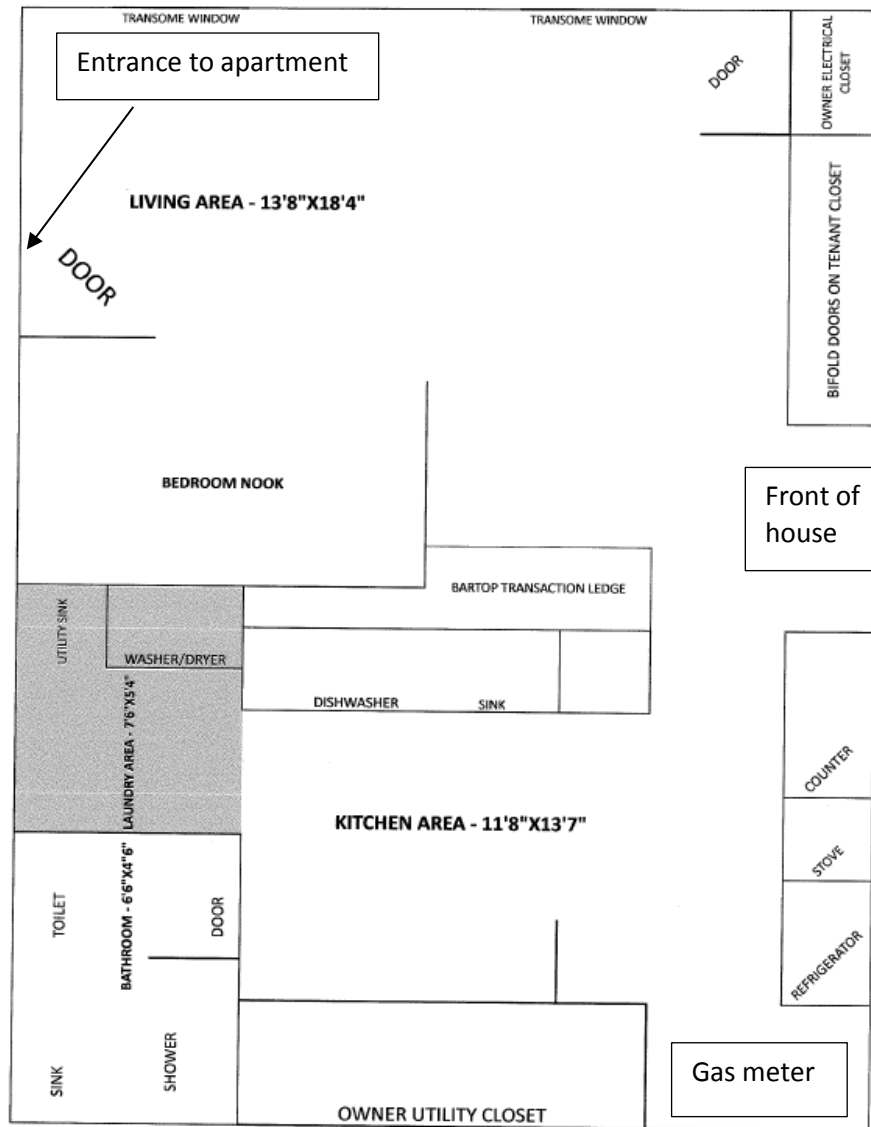 TRANSOME WINDOW
TRANSOME WINDOW
Entrance to apartment
DOOR
OWNER ELECTRICAL
CLOSET
LIVING AREA - 13'8"X18'4"
BIFOLD DOORS ON TENANT CLOSET
DOOR
BEDROOM NOOK
Front of
house
BARTOP TRANSACTION LEDGE
UTILITY SINK
WASHER/DRYER
DISHWASHER
SINK
LAUNDRY AREA - 7'6"X5'4"
COUNTER
KITCHEN AREA - 11'8"X13'7"
STOVE
TOILET
BATHROOM - 6'6"X4"6"
DOOR
REFRIGERATOR
SINK
SHOWER
Gas meter
OWNER UTILITY CLOSET